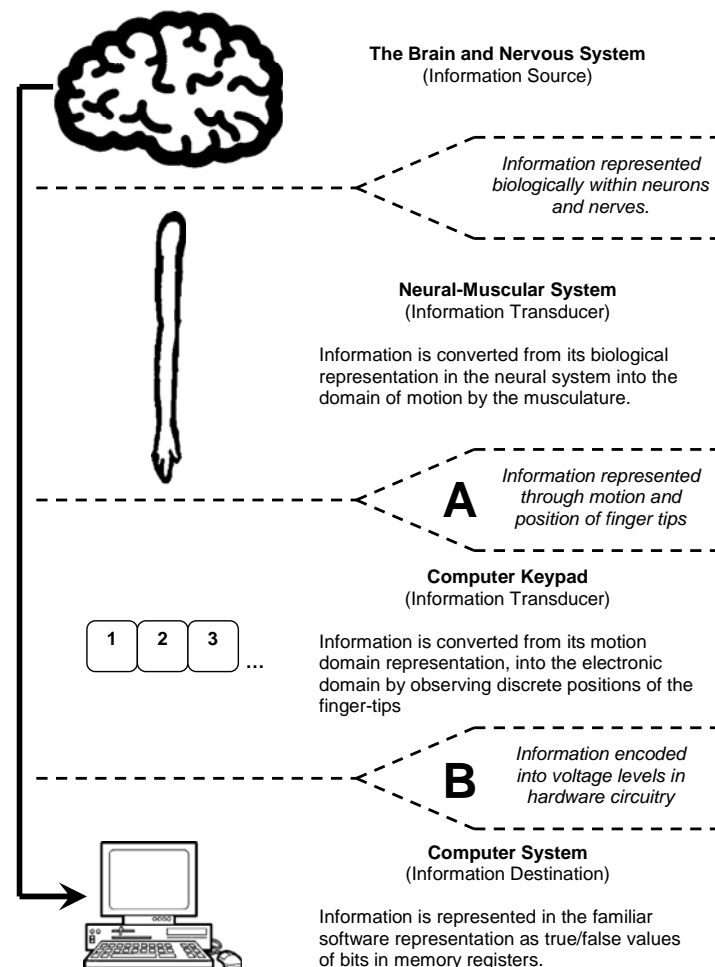 The Brain and Nervous System
(Information Source)
Information represented
biologically within neurons
and nerves.
Neural-Muscular System
(Information Transducer)
Information is converted from its biological
representation in the neural system into the
domain of motion by the musculature.
A
Information represented
through motion and
position of finger tips
Computer Keypad
(Information Transducer)
1 2 3 ...
Information is converted from its motion
domain representation, into the electronic
domain by observing discrete positions of the
finger-tips
B
Information encoded
into voltage levels in
hardware circuitry
Computer System
(Information Destination)
Information is represented in the familiar
software representation as true/false values
of bits in memory registers.